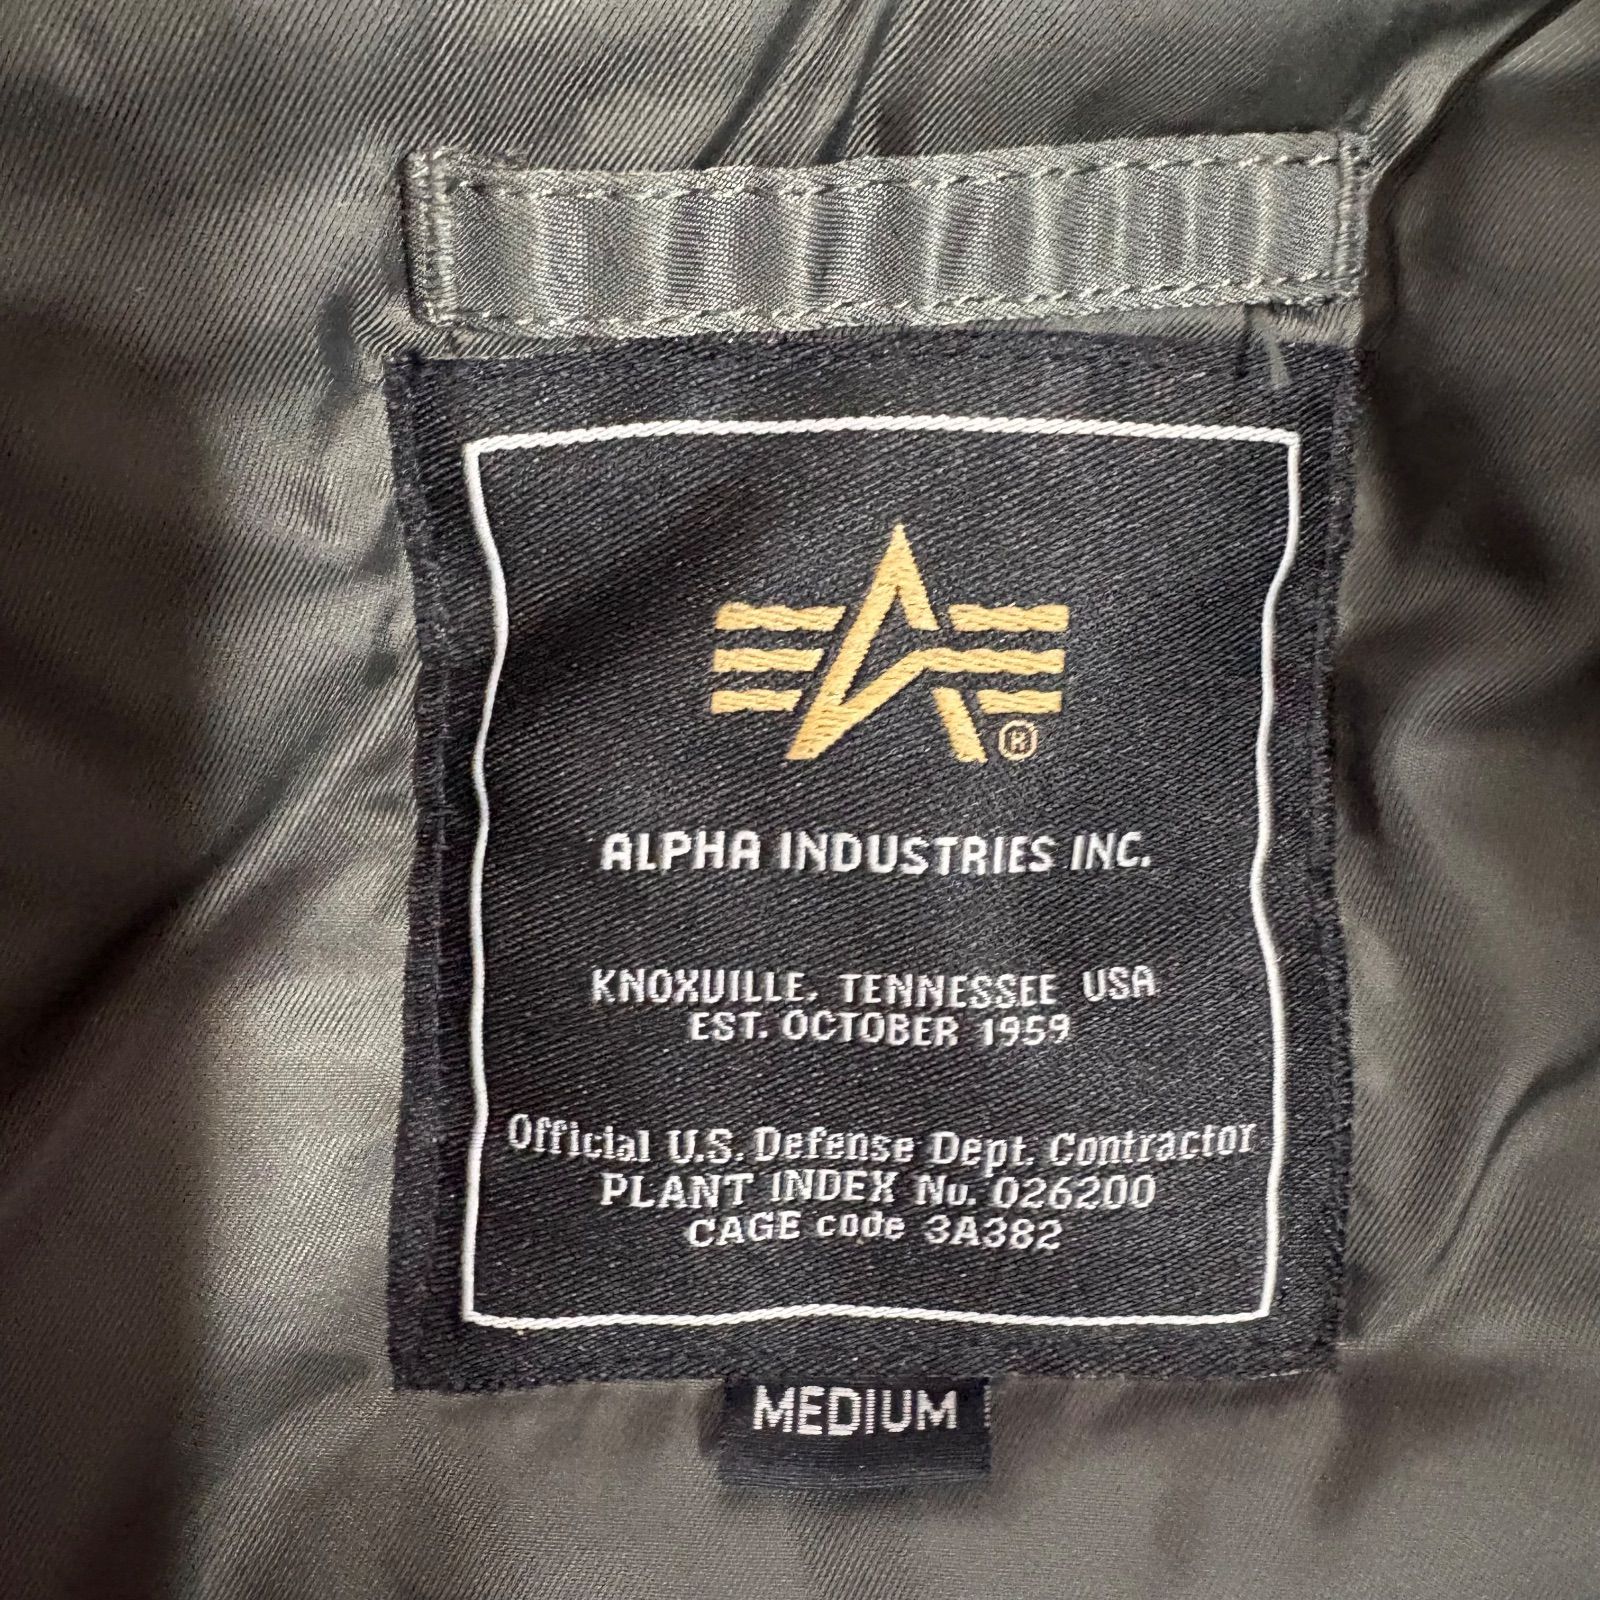 ALPHA INDUSTRIES INC.
KNOXVILLE, TENNESSEE USA
EST. OCTOBER 1959
Official U.S. Defense Dept. Contractor
PLANT INDEX No. 026200
CAGE code 3A382
MEDIUM